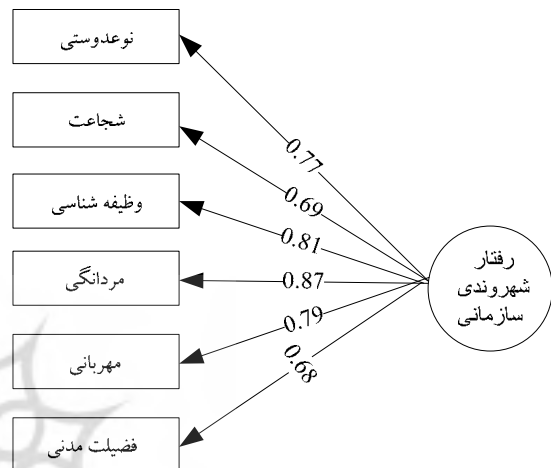 نوعدوستی
شجاعت
وظیفه شناسی
مردانگی
مهربانی
فضیلت مدنی
0.77
0.69
0.81
0.87
0.79
0.68
رفتار
شهروندی
سازمانی